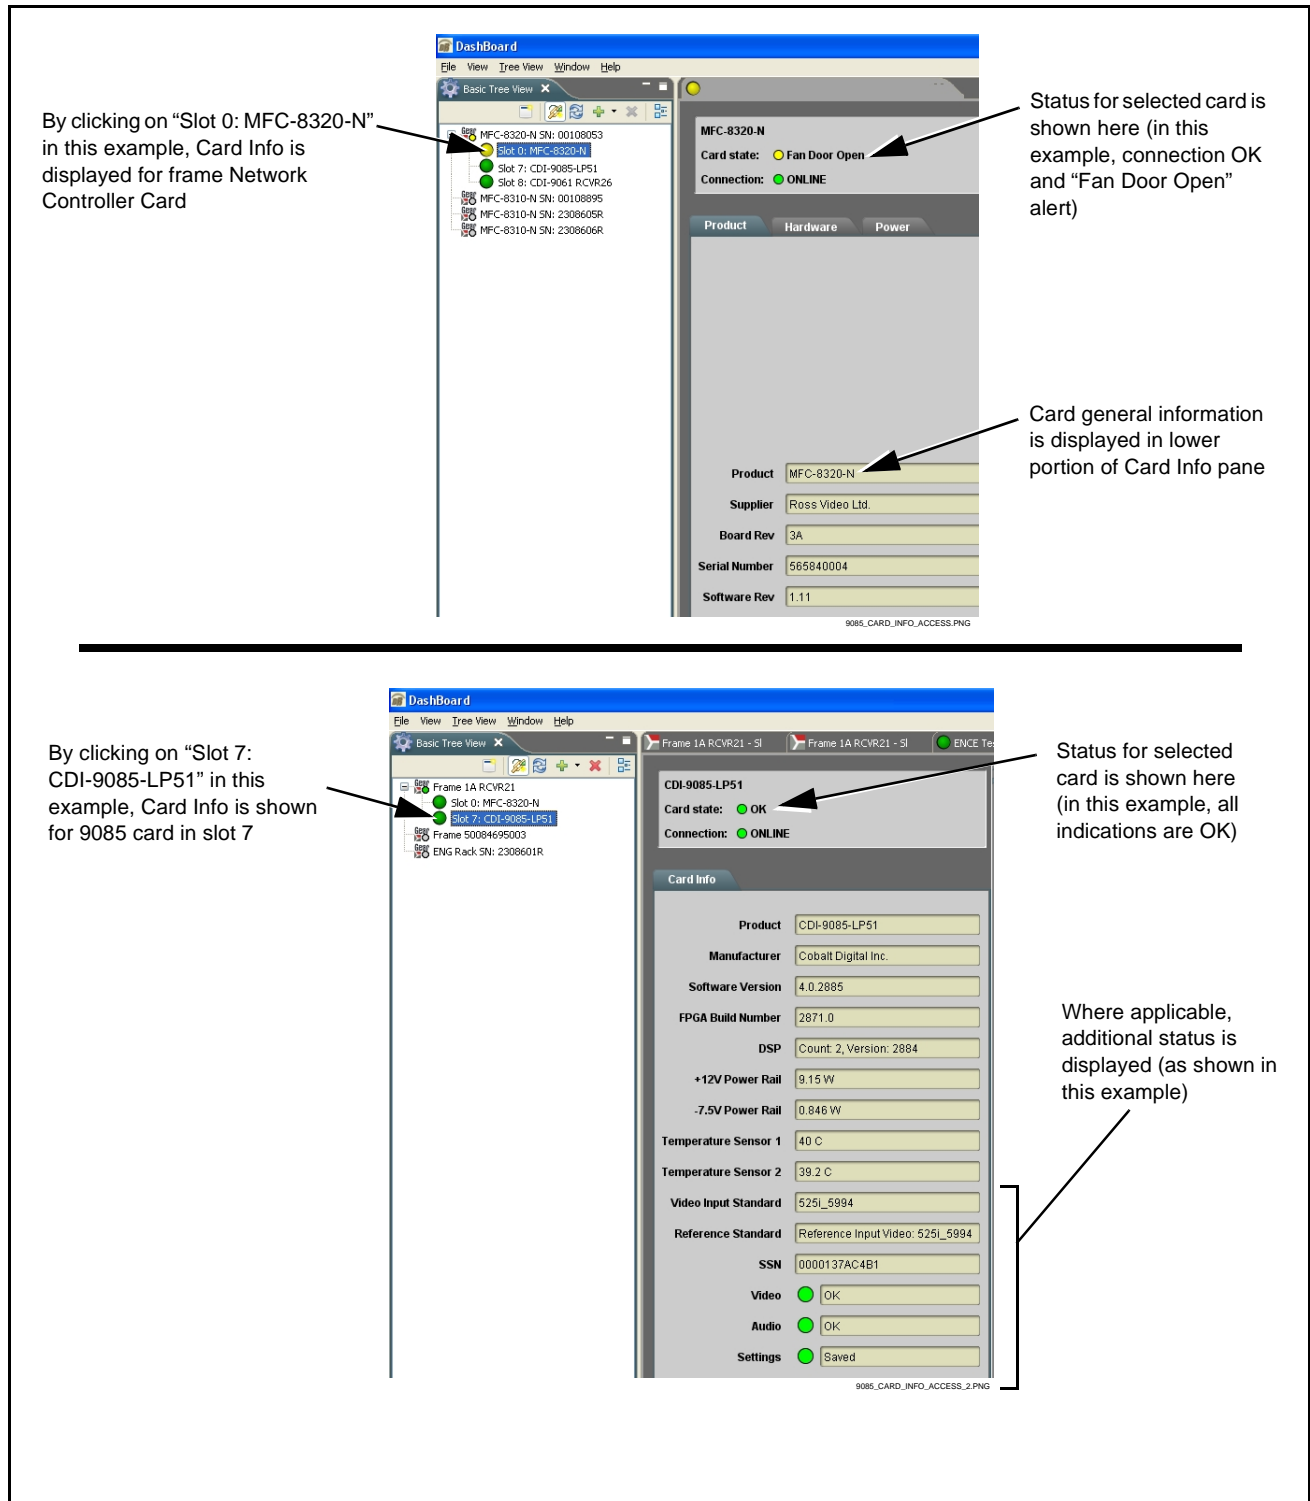 DashBoard
File View Tree View Window Help
Basic Tree View
By clicking on “Slot 0: MFC-8320-N”
in this example, Card Info is
displayed for frame Network
Controller Card
Gear MFC-8320-N SN: 00108053
Slot 0: MFC-8320-N
Slot 7: CDI-9085-LP51
Slot 8: CDI-9061 RCVR26
Gear MFC-8310-N SN: 00108895
Gear MFC-8310-N SN: 2308605R
Gear MFC-8310-N SN: 2308606R
MFC-8320-N
Card state: Fan Door Open
Connection: ONLINE
Status for selected card is
shown here (in this
example, connection OK
and “Fan Door Open”
alert)
Product Hardware Power
Product MFC-8320-N
Supplier Ross Video Ltd.
Board Rev 3A
Serial Number 565840004
Software Rev 1.11
Card general information
is displayed in lower
portion of Card Info pane
9085_CARD_INFO_ACCESS.PNG
DashBoard
File View Tree View Window Help
Basic Tree View
Frame 1A RCVR21 - Sl Frame 1A RCVR21 - Sl ENCE Te
By clicking on “Slot 7:
CDI-9085-LP51” in this
example, Card Info is shown
for 9085 card in slot 7
Gear Frame 1A RCVR21
Slot 0: MFC-8320-N
Slot 7: CDI-9085-LP51
Gear Frame 50084695003
Gear ENG Rack SN: 2308601R
CDI-9085-LP51
Card state: OK
Connection: ONLINE
Status for selected
card is shown here
(in this example, all
indications are OK)
Card Info
Product CDI-9085-LP51
Manufacturer Cobalt Digital Inc.
Software Version 4.0.2885
FPGA Build Number 2871.0
DSP Count: 2, Version: 2884
+12V Power Rail 9.15 W
-7.5V Power Rail 0.846 W
Temperature Sensor 1 40 C
Temperature Sensor 2 39.2 C
Video Input Standard 525i_5994
Reference Standard Reference Input Video: 525i_5994
SSN 0000137AC4B1
Video OK
Audio OK
Settings Saved
Where applicable,
additional status is
displayed (as shown in
this example)
9085_CARD_INFO_ACCESS_2.PNG